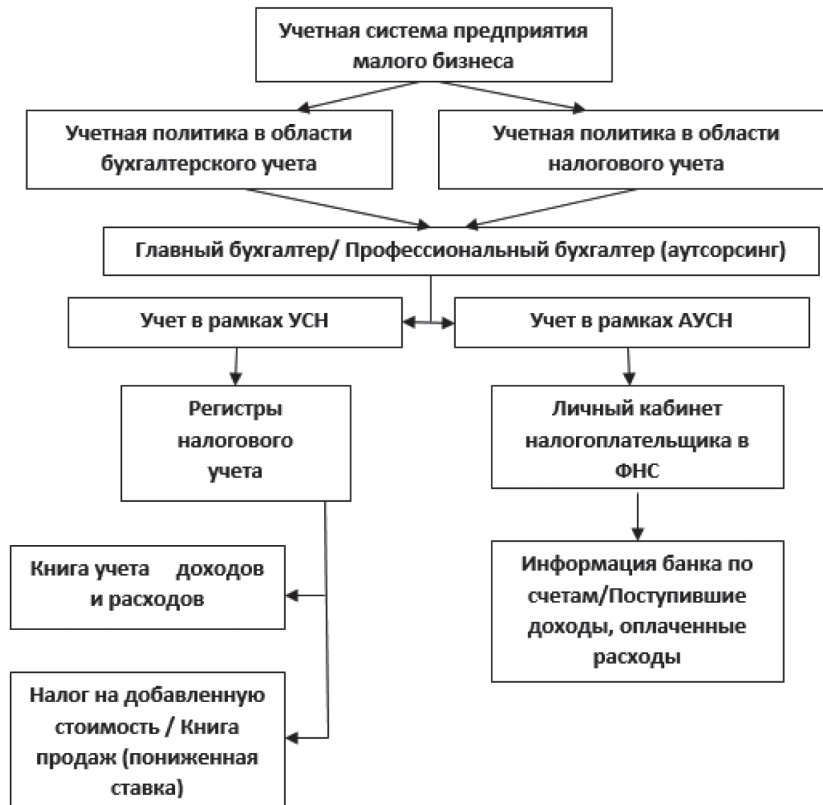 Учетная система предприятия
малого бизнеса
Учетная политика в области
бухгалтерского учета
Учетная политика в области
налогового учета
Главный бухгалтер/ Профессиональный бухгалтер (аутсорсинг)
Учет в рамках УСН
Учет в рамках АУСН
Регистры
налогового
учета
Личный кабинет
налогоплательщика в
ФНС
Книга учета доходов
и расходов
Информация банка по
счетам/Поступившие
доходы, оплаченные
расходы
Налог на добавленную
стоимость / Книга
продаж (пониженная
ставка)